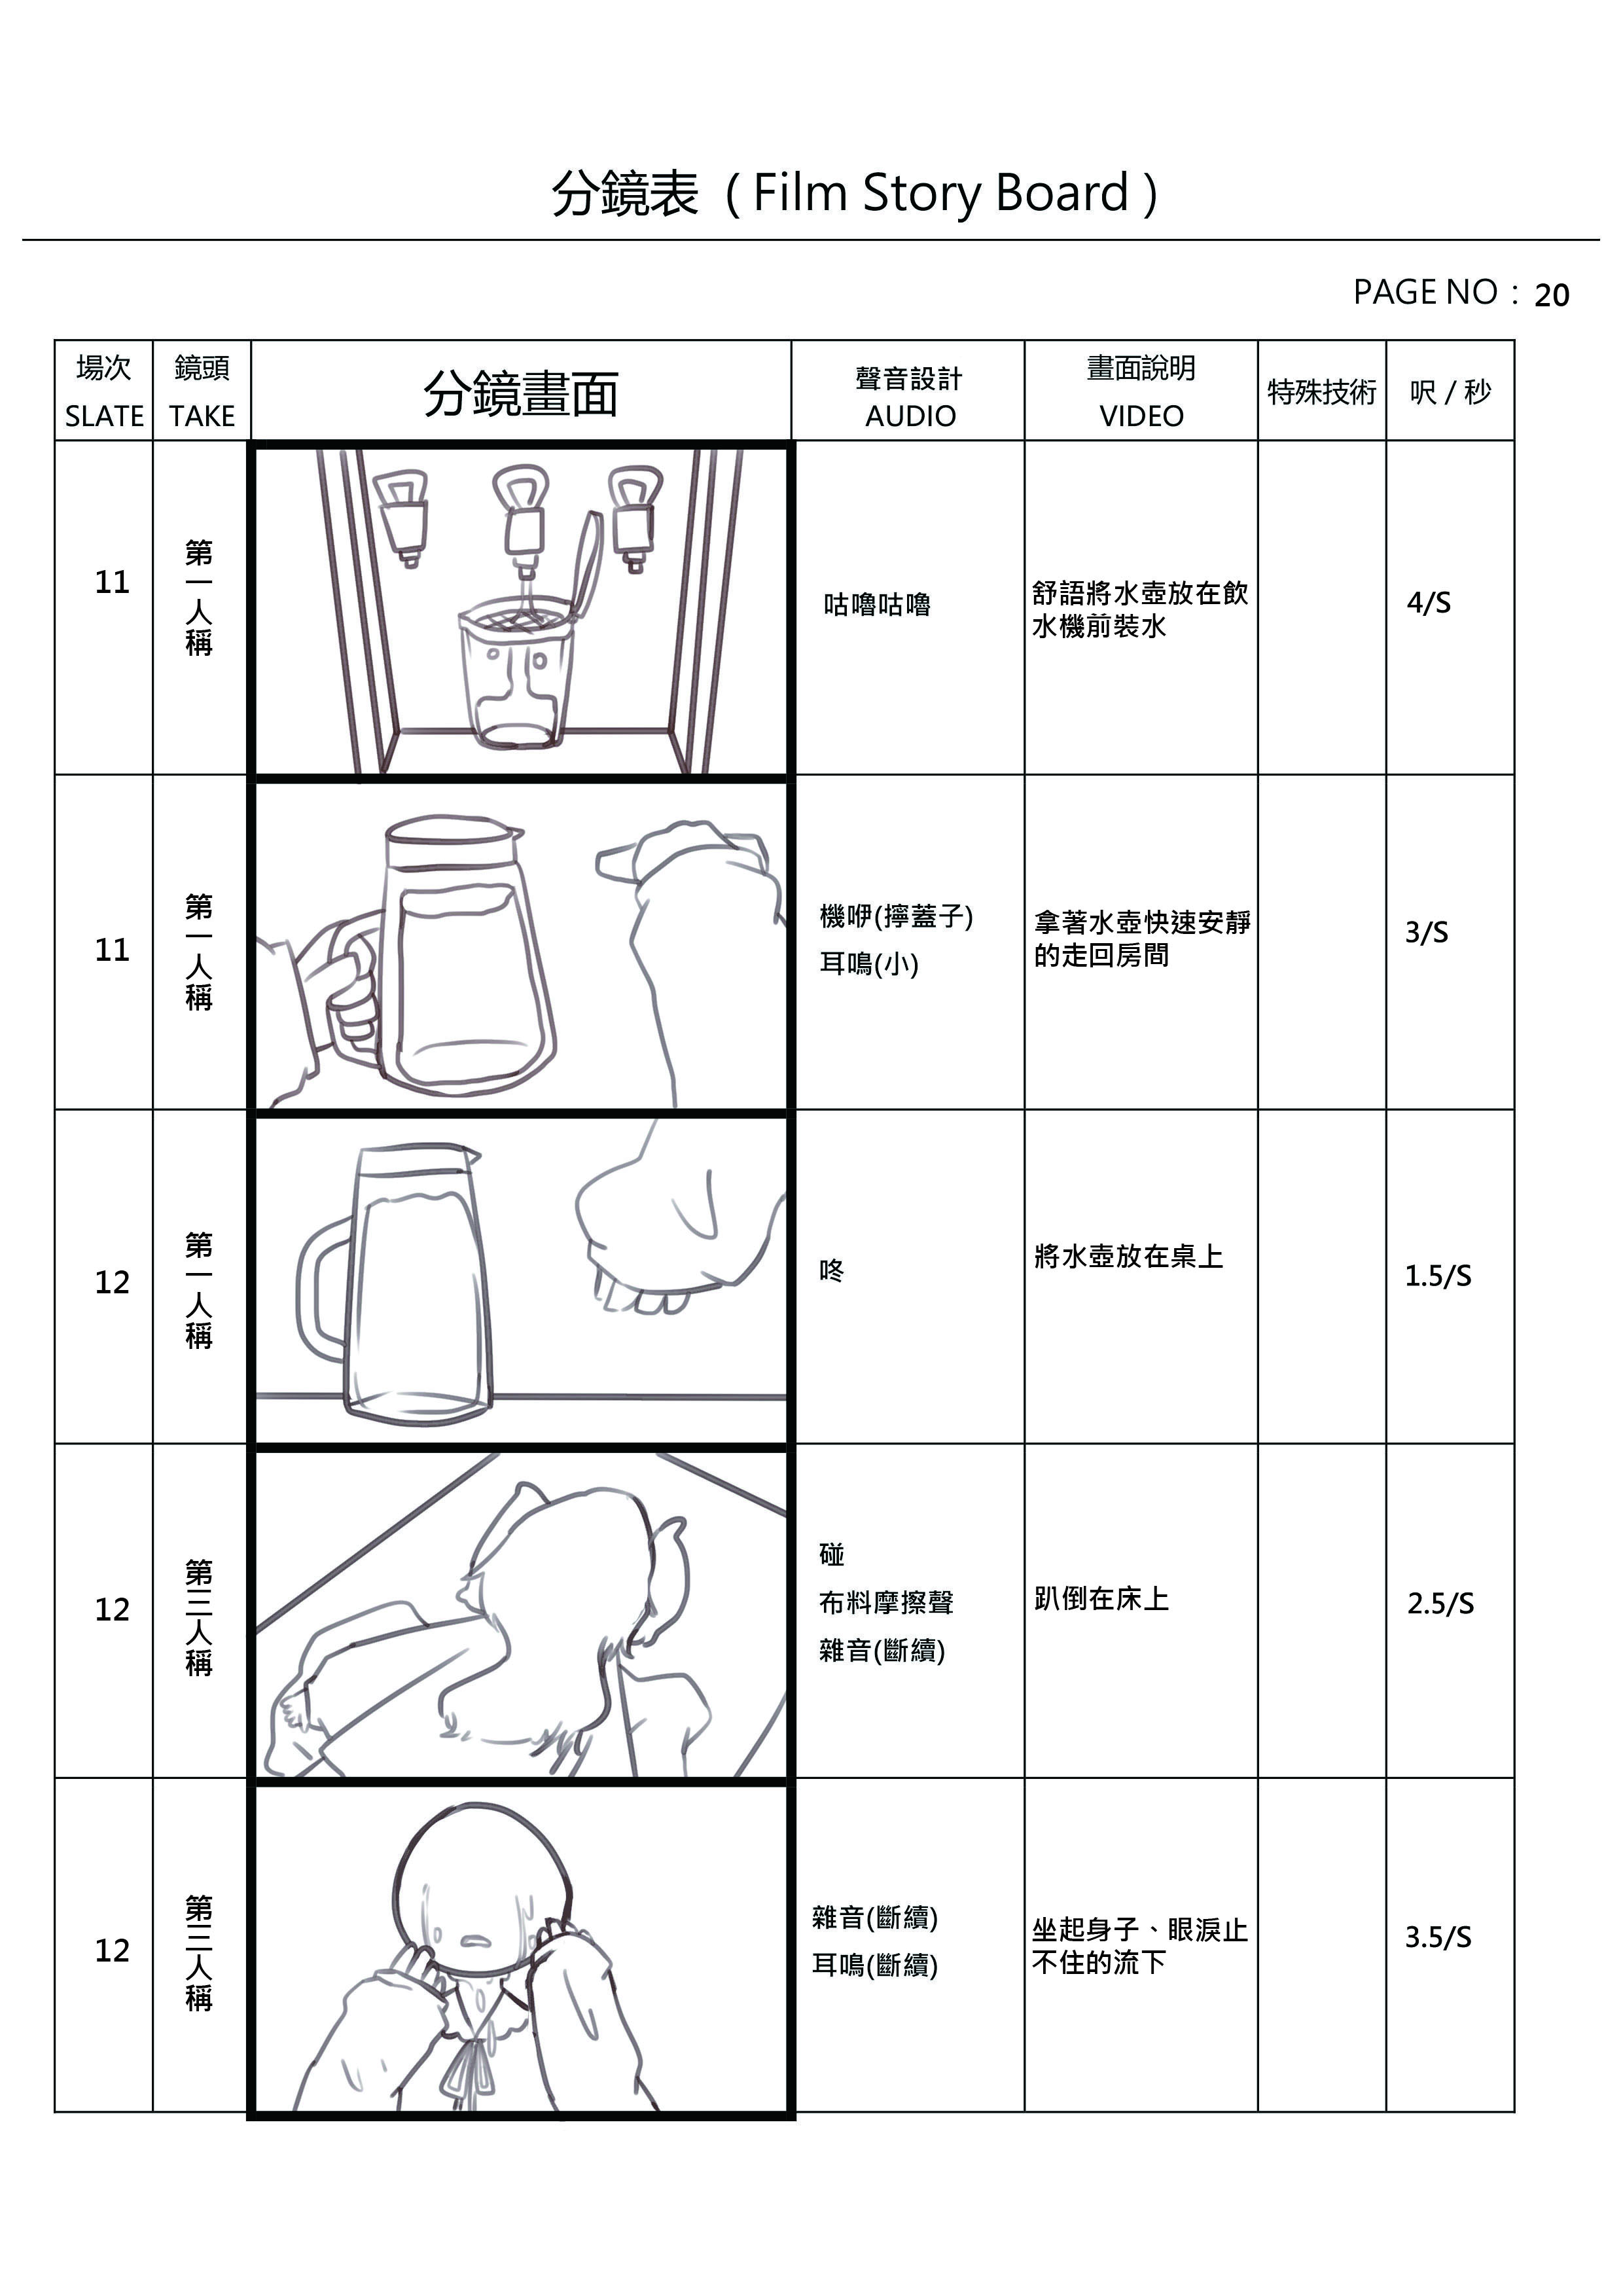 分鏡表（Film Story Board）
PAGE NO：20
場次 鏡頭 分鏡畫面 聲音設計 畫面說明 特殊技術 呎 / 秒
SLATE TAKE AUDIO VIDEO
11 第一人稱 咕嚕咕嚕 舒語將水壺放在飲 4/S
水機前裝水
11 第一人稱 機咿(擰蓋子) 拿著水壺快速安靜 3/S
耳鳴(小) 的走回房間
12 第一人稱 咚 將水壺放在桌上 1.5/S
12 第三人稱 碰 趴倒在床上 2.5/S
布料摩擦聲
雜音(斷續)
12 第三人稱 雜音(斷續) 坐起身子、眼淚止 3.5/S
耳鳴(斷續) 不住的流下